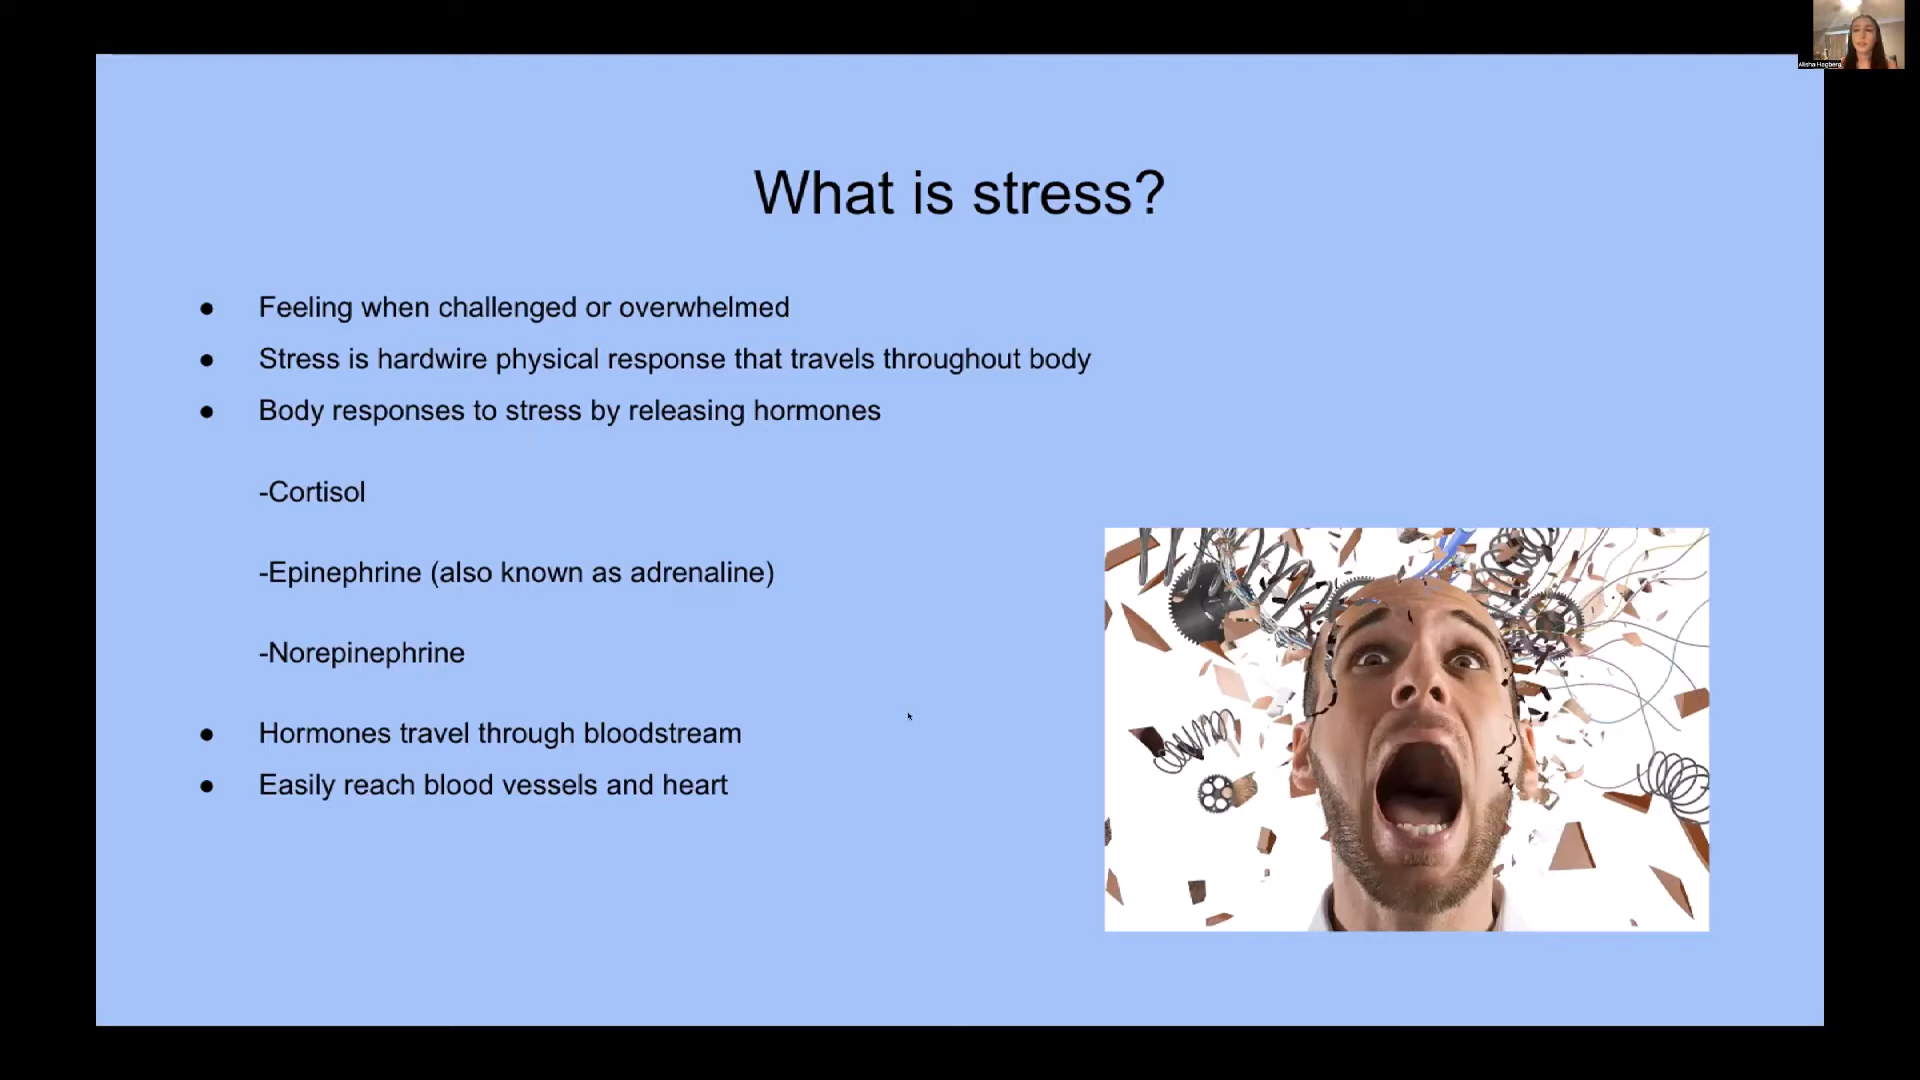 Alisha Hagberg
What is stress?
● Feeling when challenged or overwhelmed
● Stress is hardwire physical response that travels throughout body
● Body responses to stress by releasing hormones
-Cortisol
-Epinephrine (also known as adrenaline)
-Norepinephrine
● Hormones travel through bloodstream
● Easily reach blood vessels and heart